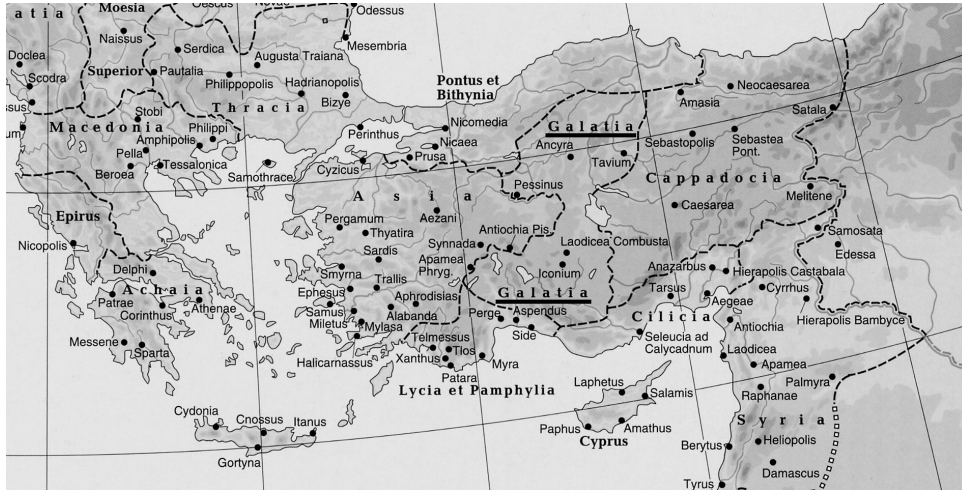 atia
Moesia
Oescus
Novae
Odessus
Naissus
Serdica
Mesembria
Doclea
Augusta Traiana
Scodra
Superior
Pautalia
Philippopolis
Hadrianopolis
Pontus et
Bithynia
Neocaesarea
ssus
Stobi
Thracia
Bizye
Amasia
Satala
um
Macedonia
Philippi
Perinthus
Nicomedia
Galatia
Amphipolis
Nicaea
Ancyra
Sebastopolis
Sebastea
Pont.
Pella
Tessalonica
Cyzicus
Prusa
Tavium
Beroea
Samothrace
Cappadocia
Asia
Pessinus
Melitene
Epirus
Pergamum
Aezani
Caesarea
Nicopolis
Thyatira
Antiochia Pis.
Samosata
Sardis
Synnada
Laodicea Combusta
Edessa
Delphi
Smyrna
Apamea
Phryg.
Iconium
Anazarbus
Hierapolis Castabala
Achaia
Ephesus
Trallis
Galatia
Tarsus
Cyrrhus
Patrae
Athenae
Samus
Aphrodisias
Aegeae
Corinthus
Miletus
Alabanda
Perge
Aspendus
Cilicia
Hierapolis Bambyce
Mylasa
Side
Antiochia
Messene
Sparta
Telmessus
Seleucia ad
Calycadnum
Halicarnassus
Xanthus
Tlos
Myra
Laodicea
Patara
Apamea
Lycia et Pamphylia
Laphetus
Palmyra
Salamis
Raphanae
Cydonia
Cnossus
Itanus
Syria
Paphus
Amathus
Cyprus
Berytus
Heliopolis
Gortyna
Damascus
Tyrus